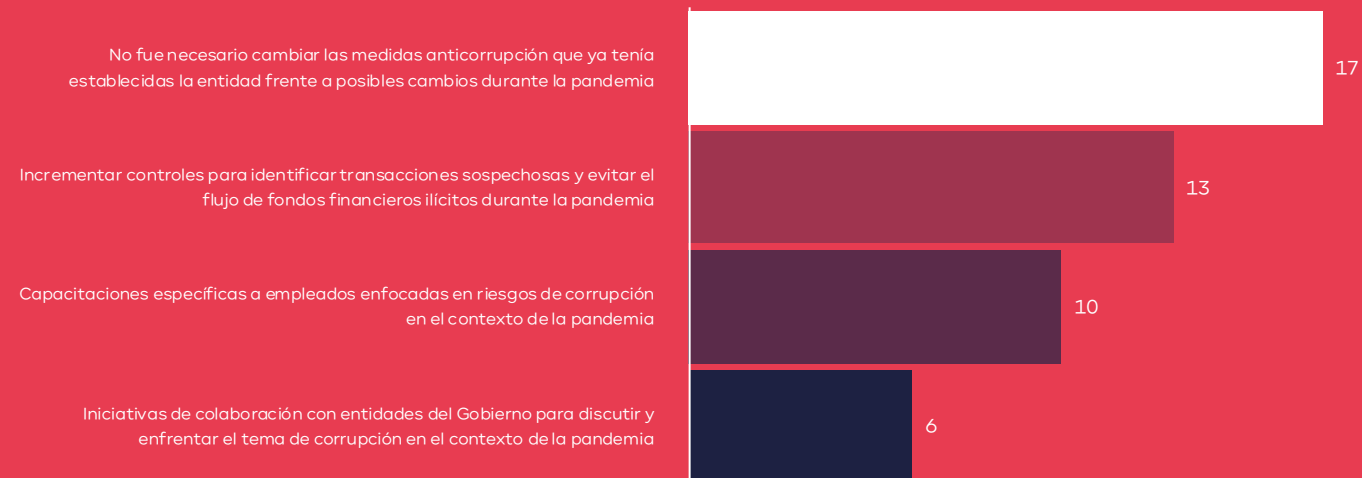 No fue necesario cambiar las medidas anticorrupción que ya tenía
establecidas la entidad frente a posibles cambios durante la pandemia
17
Incrementar controles para identificar transacciones sospechosas y evitar el
flujo de fondos financieros ilícitos durante la pandemia
13
Capacitaciones específicas a empleados enfocadas en riesgos de corrupción
en el contexto de la pandemia
10
Iniciativas de colaboración con entidades del Gobierno para discutir y
enfrentar el tema de corrupción en el contexto de la pandemia
6